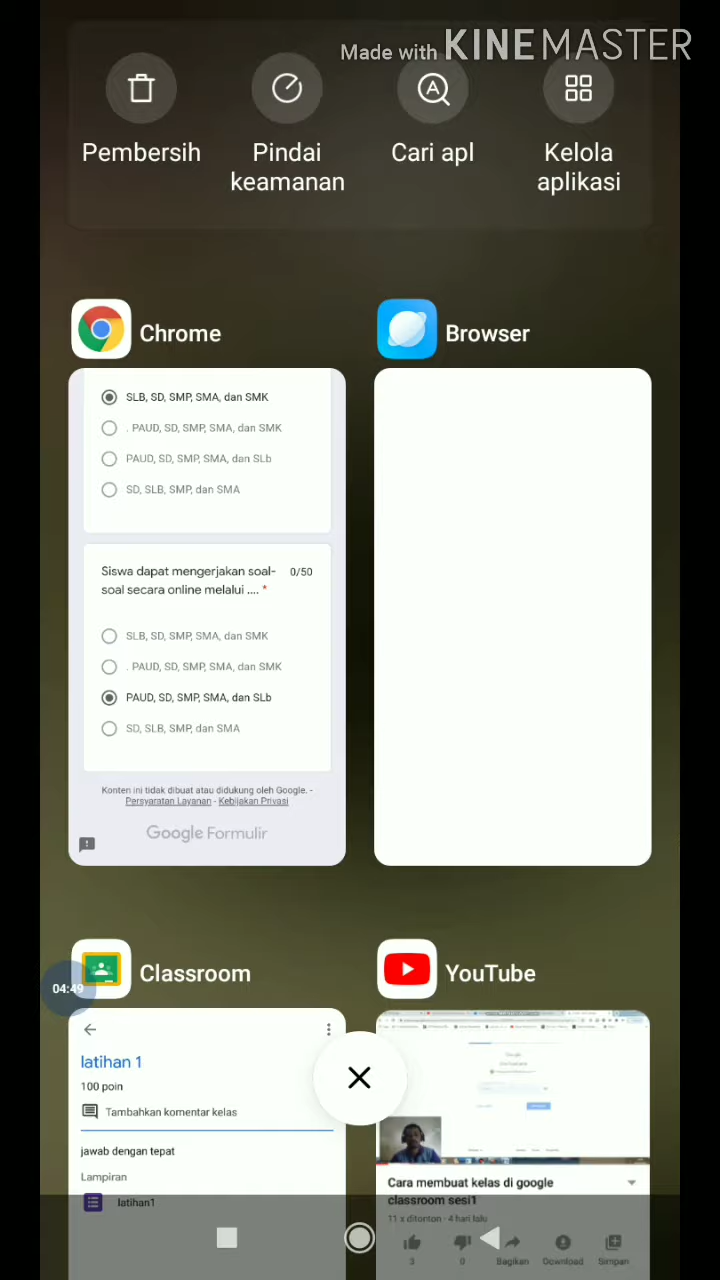 Made with KINEMASTER
Pembersih
Pindai
keamanan
Cari apl
Kelola
aplikasi
Chrome
SLB, SD, SMP, SMA, dan SMK
. PAUD, SD, SMP, SMA, dan SMK
PAUD, SD, SMP, SMA, dan SLb
SD, SLB, SMP, dan SMA
Siswa dapat mengerjakan soal-
soal secara online melalui .... *
0/50
SLB, SD, SMP, SMA, dan SMK
. PAUD, SD, SMP, SMA, dan SMK
PAUD, SD, SMP, SMA, dan SLb
SD, SLB, SMP, dan SMA
Konten ini tidak dibuat atau didukung oleh Google. -
Persyaratan Layanan - Kebijakan Privasi
Google Formulir
Browser
Classroom
04:49
latihan 1
100 poin
Tambahkan komentar kelas
jawab dengan tepat
Lampiran
latihan1
YouTube
Cara membuat kelas di google
classroom sesi1
11 x ditonton · 4 hari lalu
3
0
Bagikan
Download
Simpan